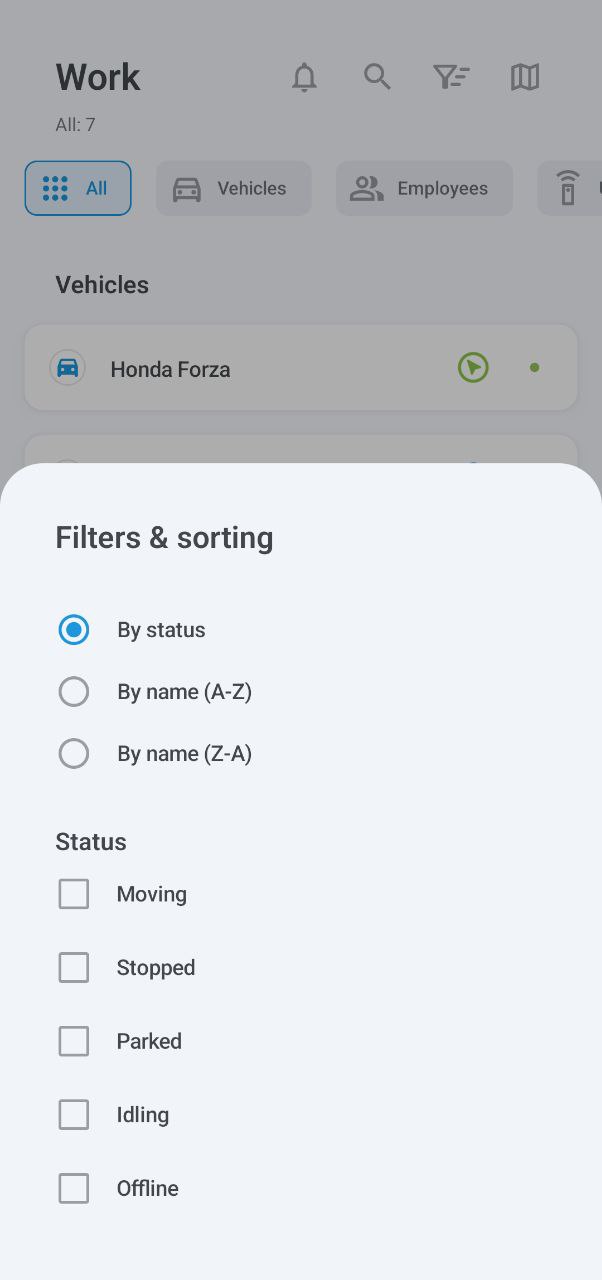 Work
All: 7
All
Vehicles
Employees
Vehicles
Honda Forza
Filters & sorting
By status
By name (A-Z)
By name (Z-A)
Status
Moving
Stopped
Parked
Idling
Offline